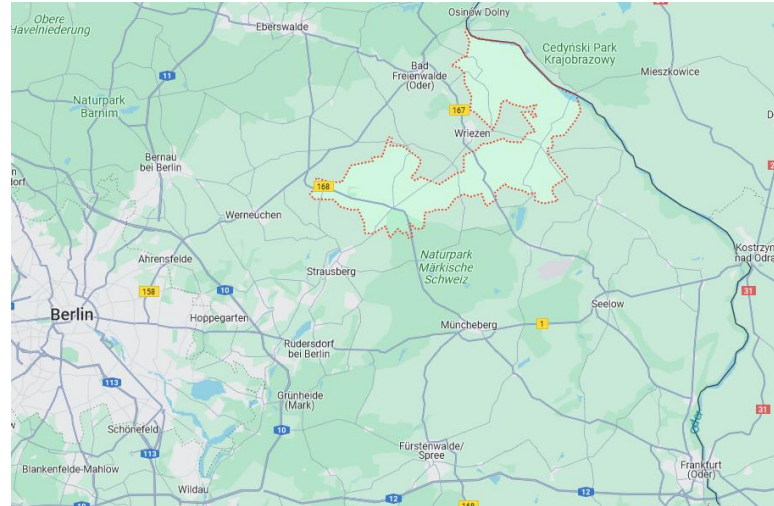 Osinów Dolny
31
Obere
Havelniederung
Eberswalde
Cedyński Park
Krajobrazowy
Bad
Freienwalde
(Oder)
Mieszkowice
11
Naturpark
Barnim
167
Wriezen
Bernau
bei Berlin
168
Werneuchen
Naturpark
Märkische
Schweiz
Kostrzyn
nad Odrą
Ahrensfelde
Strausberg
10
158
31
Seelow
Berlin
Hoppegarten
Müncheberg
1
Rüdersdorf
bei Berlin
113
Grünheide
(Mark)
31
Schönefeld
10
113
Fürstenwalde/
Spree
Blankenfelde-Mahlow
Frankfurt
(Oder)
Wildau
12
12
168